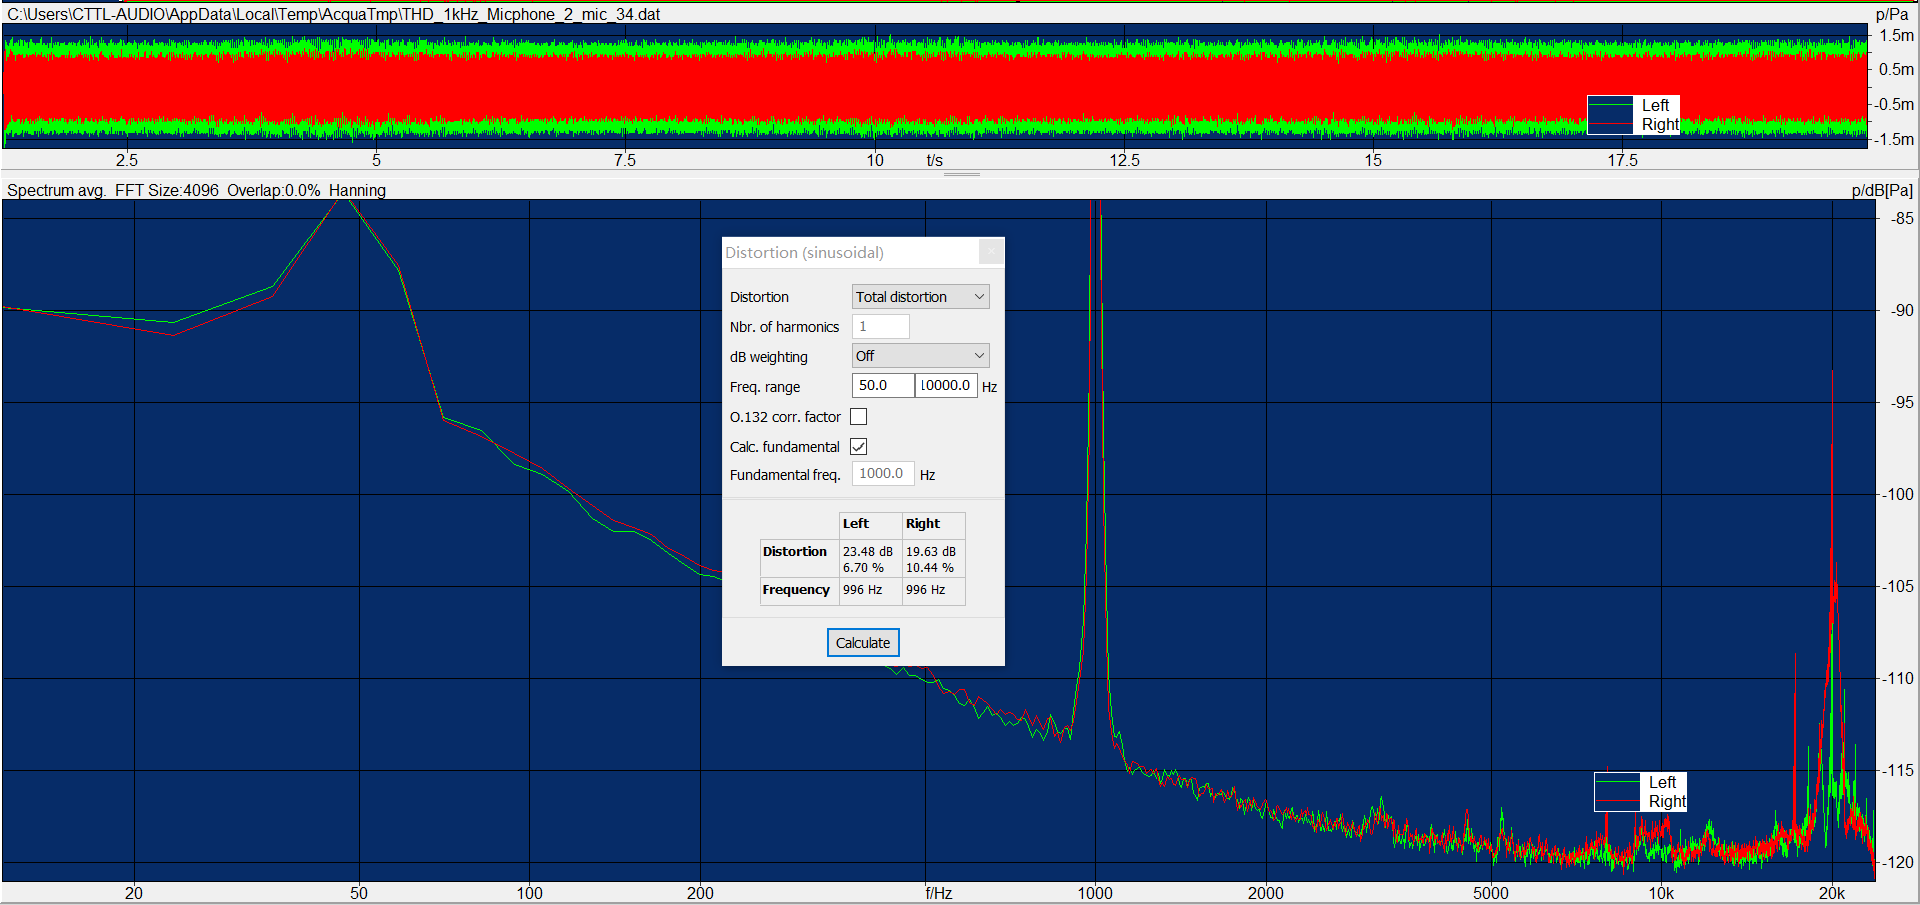 C:\Users\CTTL-AUDIO\AppData\Local\Temp\AcquaTmp\THD_1kHz_Micphone_2_mic_34.dat
p/Pa
1.5m
0.5m
-0.5m
-1.5m
Left
Right
2.5 5 7.5 10 t/s 12.5 15 17.5
Spectrum avg. FFT Size:4096 Overlap:0.0% Hanning
p/dB[Pa]
-85
-90
-95
-100
-105
-110
-115
-120
Distortion (sinusoidal)
Distortion Total distortion
Nbr. of harmonics 1
dB weighting Off
Freq. range 50.0 10000.0 Hz
O.132 corr. factor
Calc. fundamental
Fundamental freq. 1000.0 Hz
Left Right
Distortion 23.48 dB 19.63 dB
6.70 % 10.44 %
Frequency 996 Hz 996 Hz
Calculate
Left
Right
20 50 100 200 f/Hz 1000 2000 5000 10k 20k